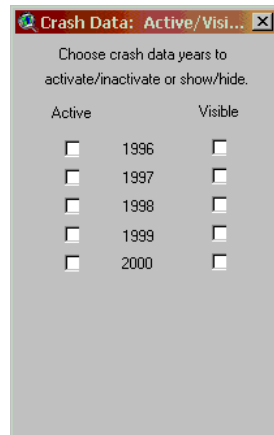 Crash Data: Active/Visi...
Choose crash data years to
activate/inactivate or show/hide.
Active Visible
1996
1997
1998
1999
2000